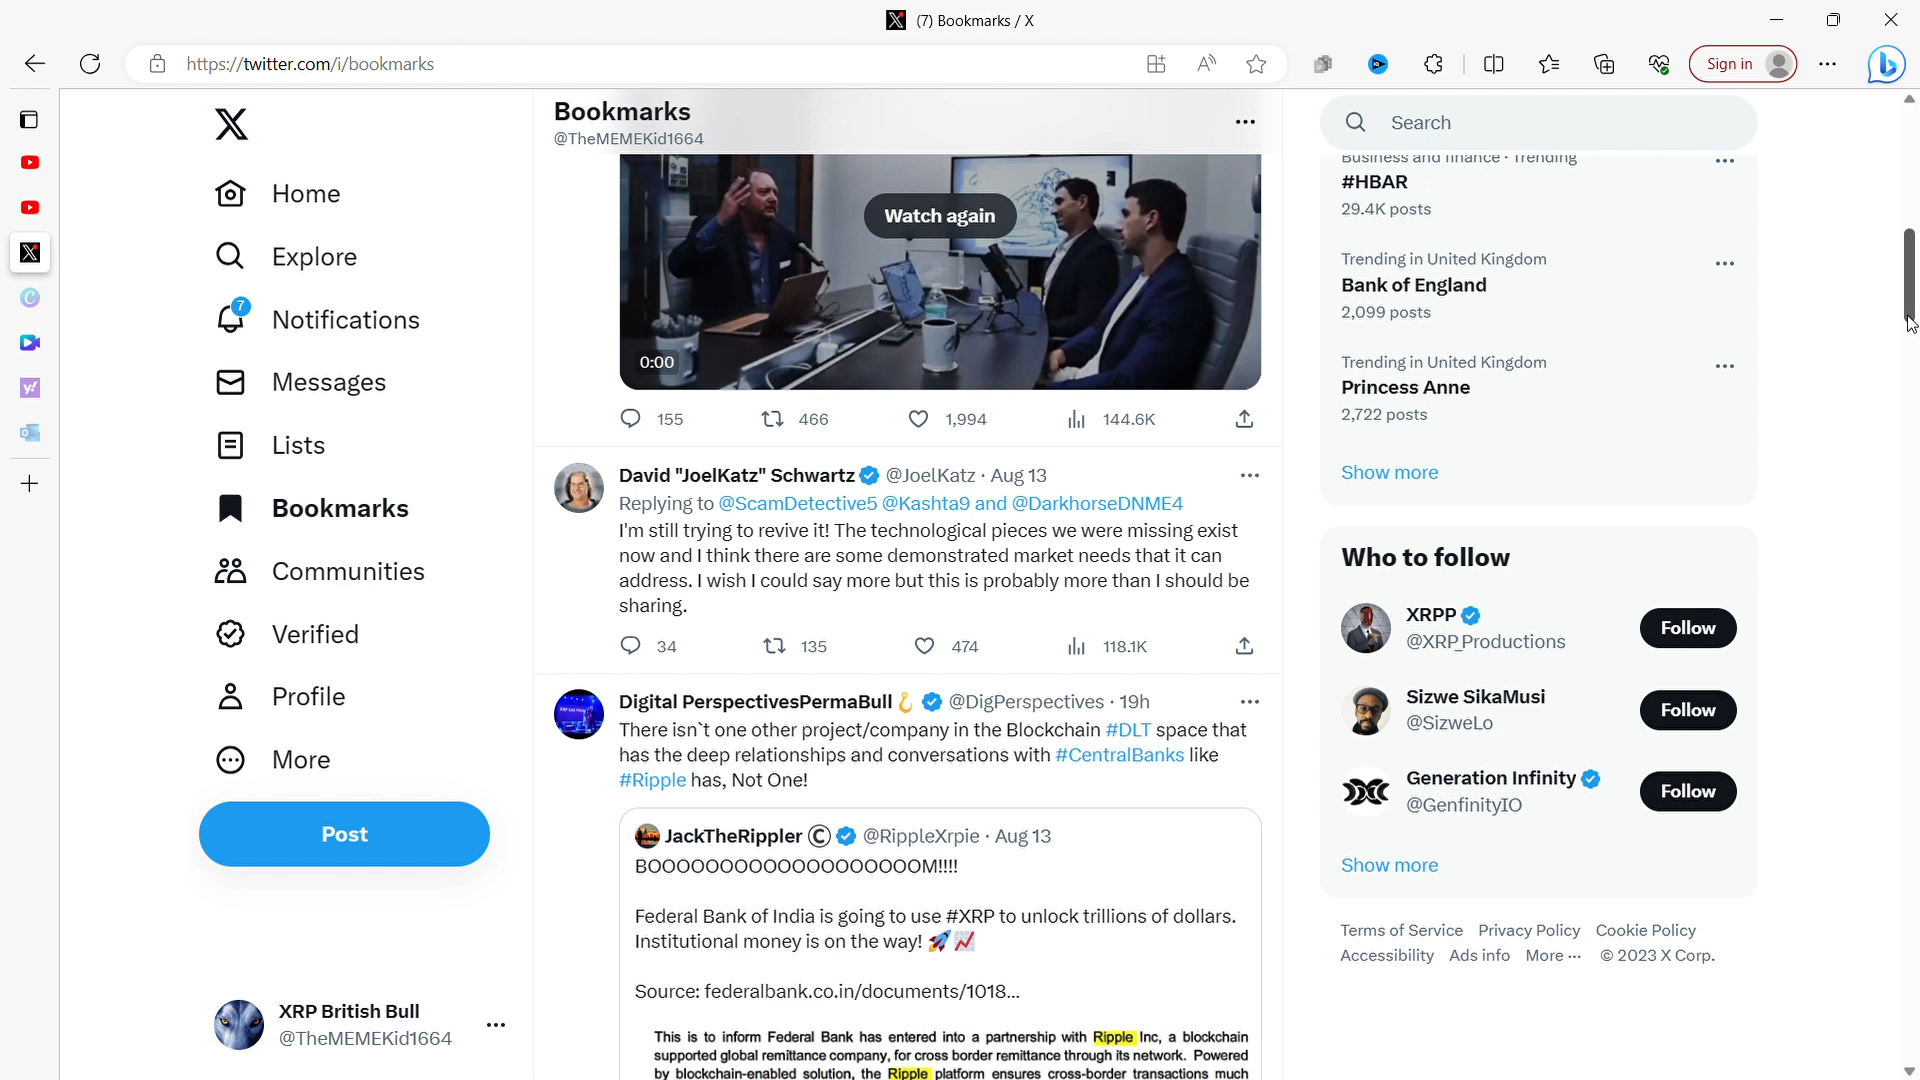 (7) Bookmarks / X
https://twitter.com/i/bookmarks
Sign in
Home
Explore
7
Notifications
Messages
Lists
Bookmarks
Communities
Verified
Profile
More
Post
XRP British Bull
@TheMEMEKid1664
Bookmarks
@TheMEMEKid1664
Watch again
0:00
155 466 1,994 144.6K
David "JoelKatz" Schwartz @JoelKatz · Aug 13
Replying to @ScamDetective5 @Kashta9 and @DarkhorseDNME4
I'm still trying to revive it! The technological pieces we were missing exist
now and I think there are some demonstrated market needs that it can
address. I wish I could say more but this is probably more than I should be
sharing.
34 135 474 118.1K
Digital PerspectivesPermaBull🪝 @DigPerspectives · 19h
There isn`t one other project/company in the Blockchain #DLT space that
has the deep relationships and conversations with #CentralBanks like
#Ripple has, Not One!
JackTheRippler © @RippleXrpie · Aug 13
BOOOOOOOOOOOOOOOOOOOM!!!!
Federal Bank of India is going to use #XRP to unlock trillions of dollars.
Institutional money is on the way! 🚀📈
Source: federalbank.co.in/documents/1018...
This is to inform Federal Bank has entered into a partnership with Ripple Inc, a blockchain
supported global remittance company, for cross border remittance through its network. Powered
by blockchain-enabled solution, the Ripple platform ensures cross-border transactions much
Search
Business and finance · Trending
#HBAR
29.4K posts
Trending in United Kingdom
Bank of England
2,099 posts
Trending in United Kingdom
Princess Anne
2,722 posts
Show more
Who to follow
XRPP
@XRP_Productions
Follow
Sizwe SikaMusi
@SizweLo
Follow
Generation Infinity
@GenfinityIO
Follow
Show more
Terms of Service Privacy Policy Cookie Policy
Accessibility Ads info More ··· © 2023 X Corp.